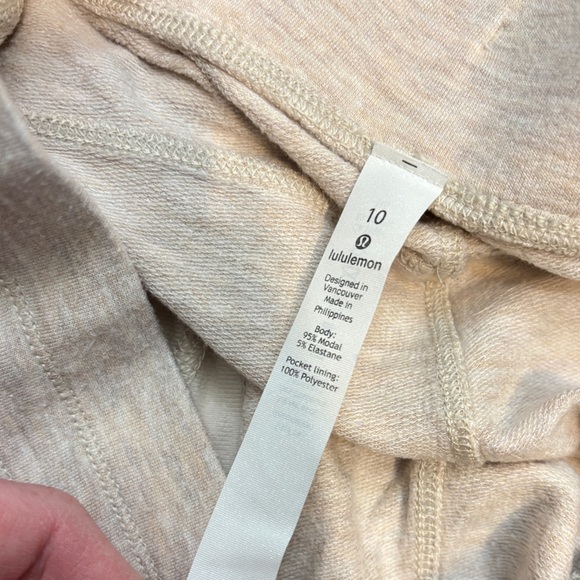 10
lululemon
Designed in
Vancouver
Made in
Philippines
Body:
95% Modal
5% Elastane
Pocket lining:
100% Polyester